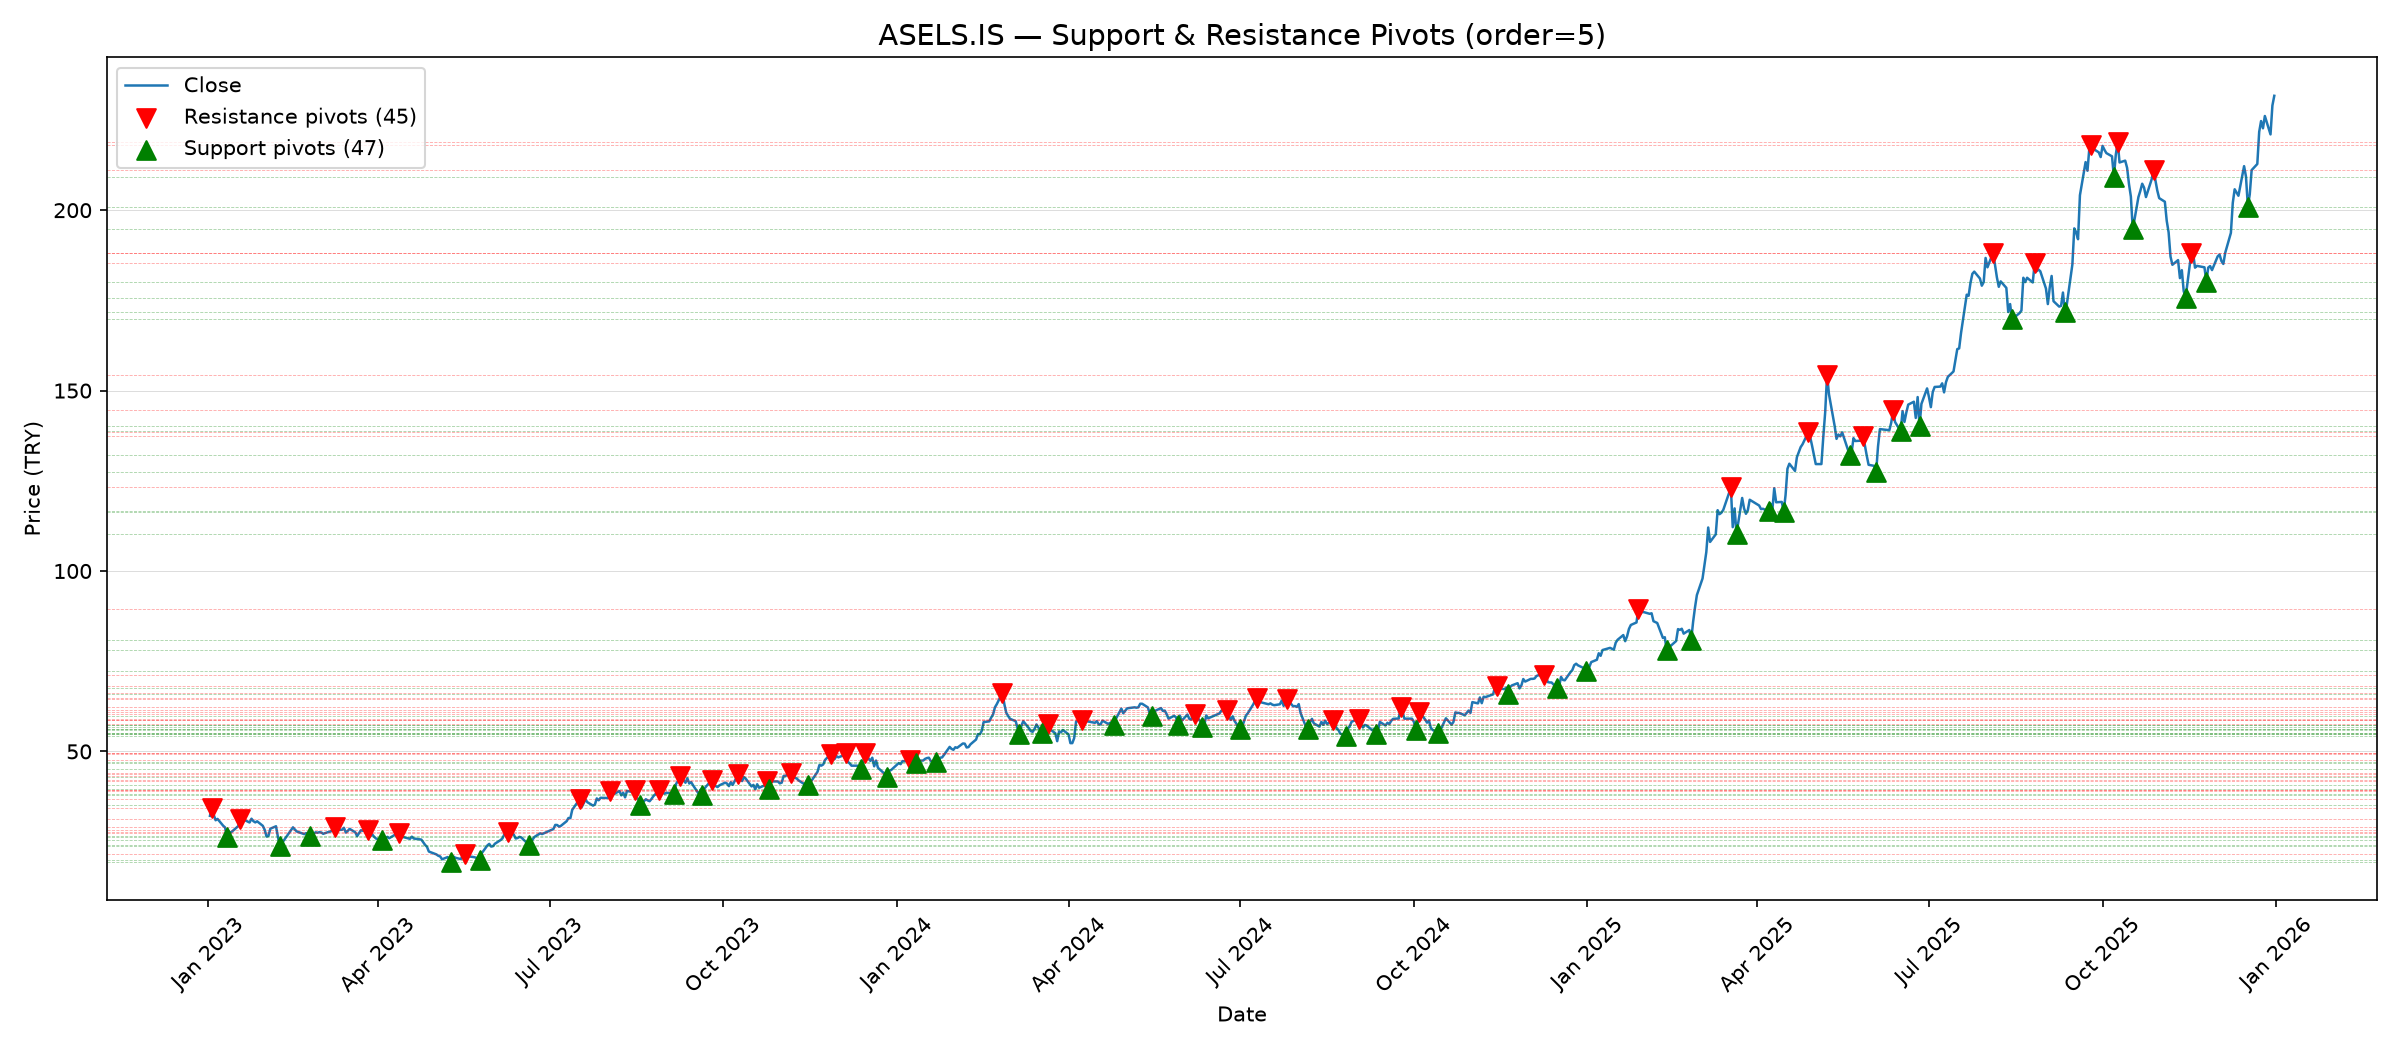 ASELS.IS — Support & Resistance Pivots (order=5)
Close
Resistance pivots (45)
Support pivots (47)
Price (TRY)
200
150
100
50
Jan 2023
Apr 2023
Jul 2023
Oct 2023
Jan 2024
Apr 2024
Jul 2024
Oct 2024
Jan 2025
Apr 2025
Jul 2025
Oct 2025
Jan 2026
Date